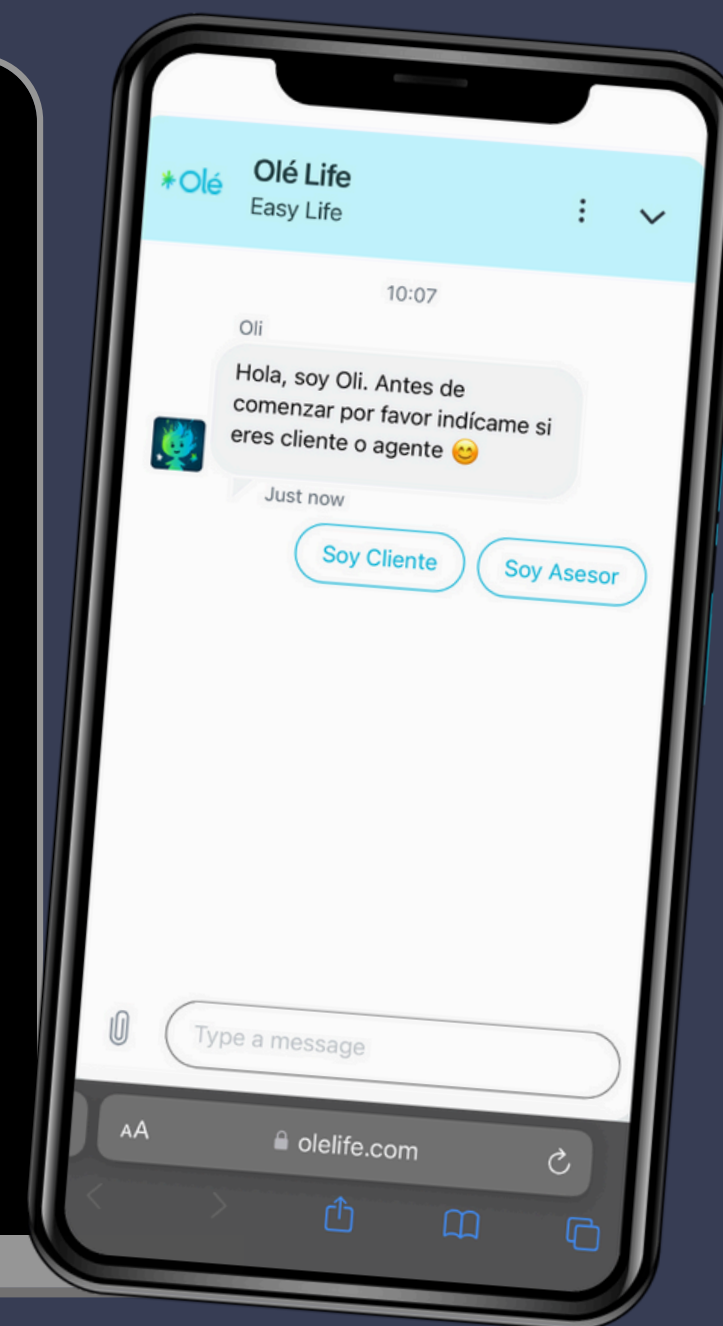 *Olé
Olé Life
Easy Life
10:07
Oli
Hola, soy Oli. Antes de
comenzar por favor indícame si
eres cliente o agente 😊
Just now
Soy Cliente
Soy Asesor
Type a message
AA
olelife.com